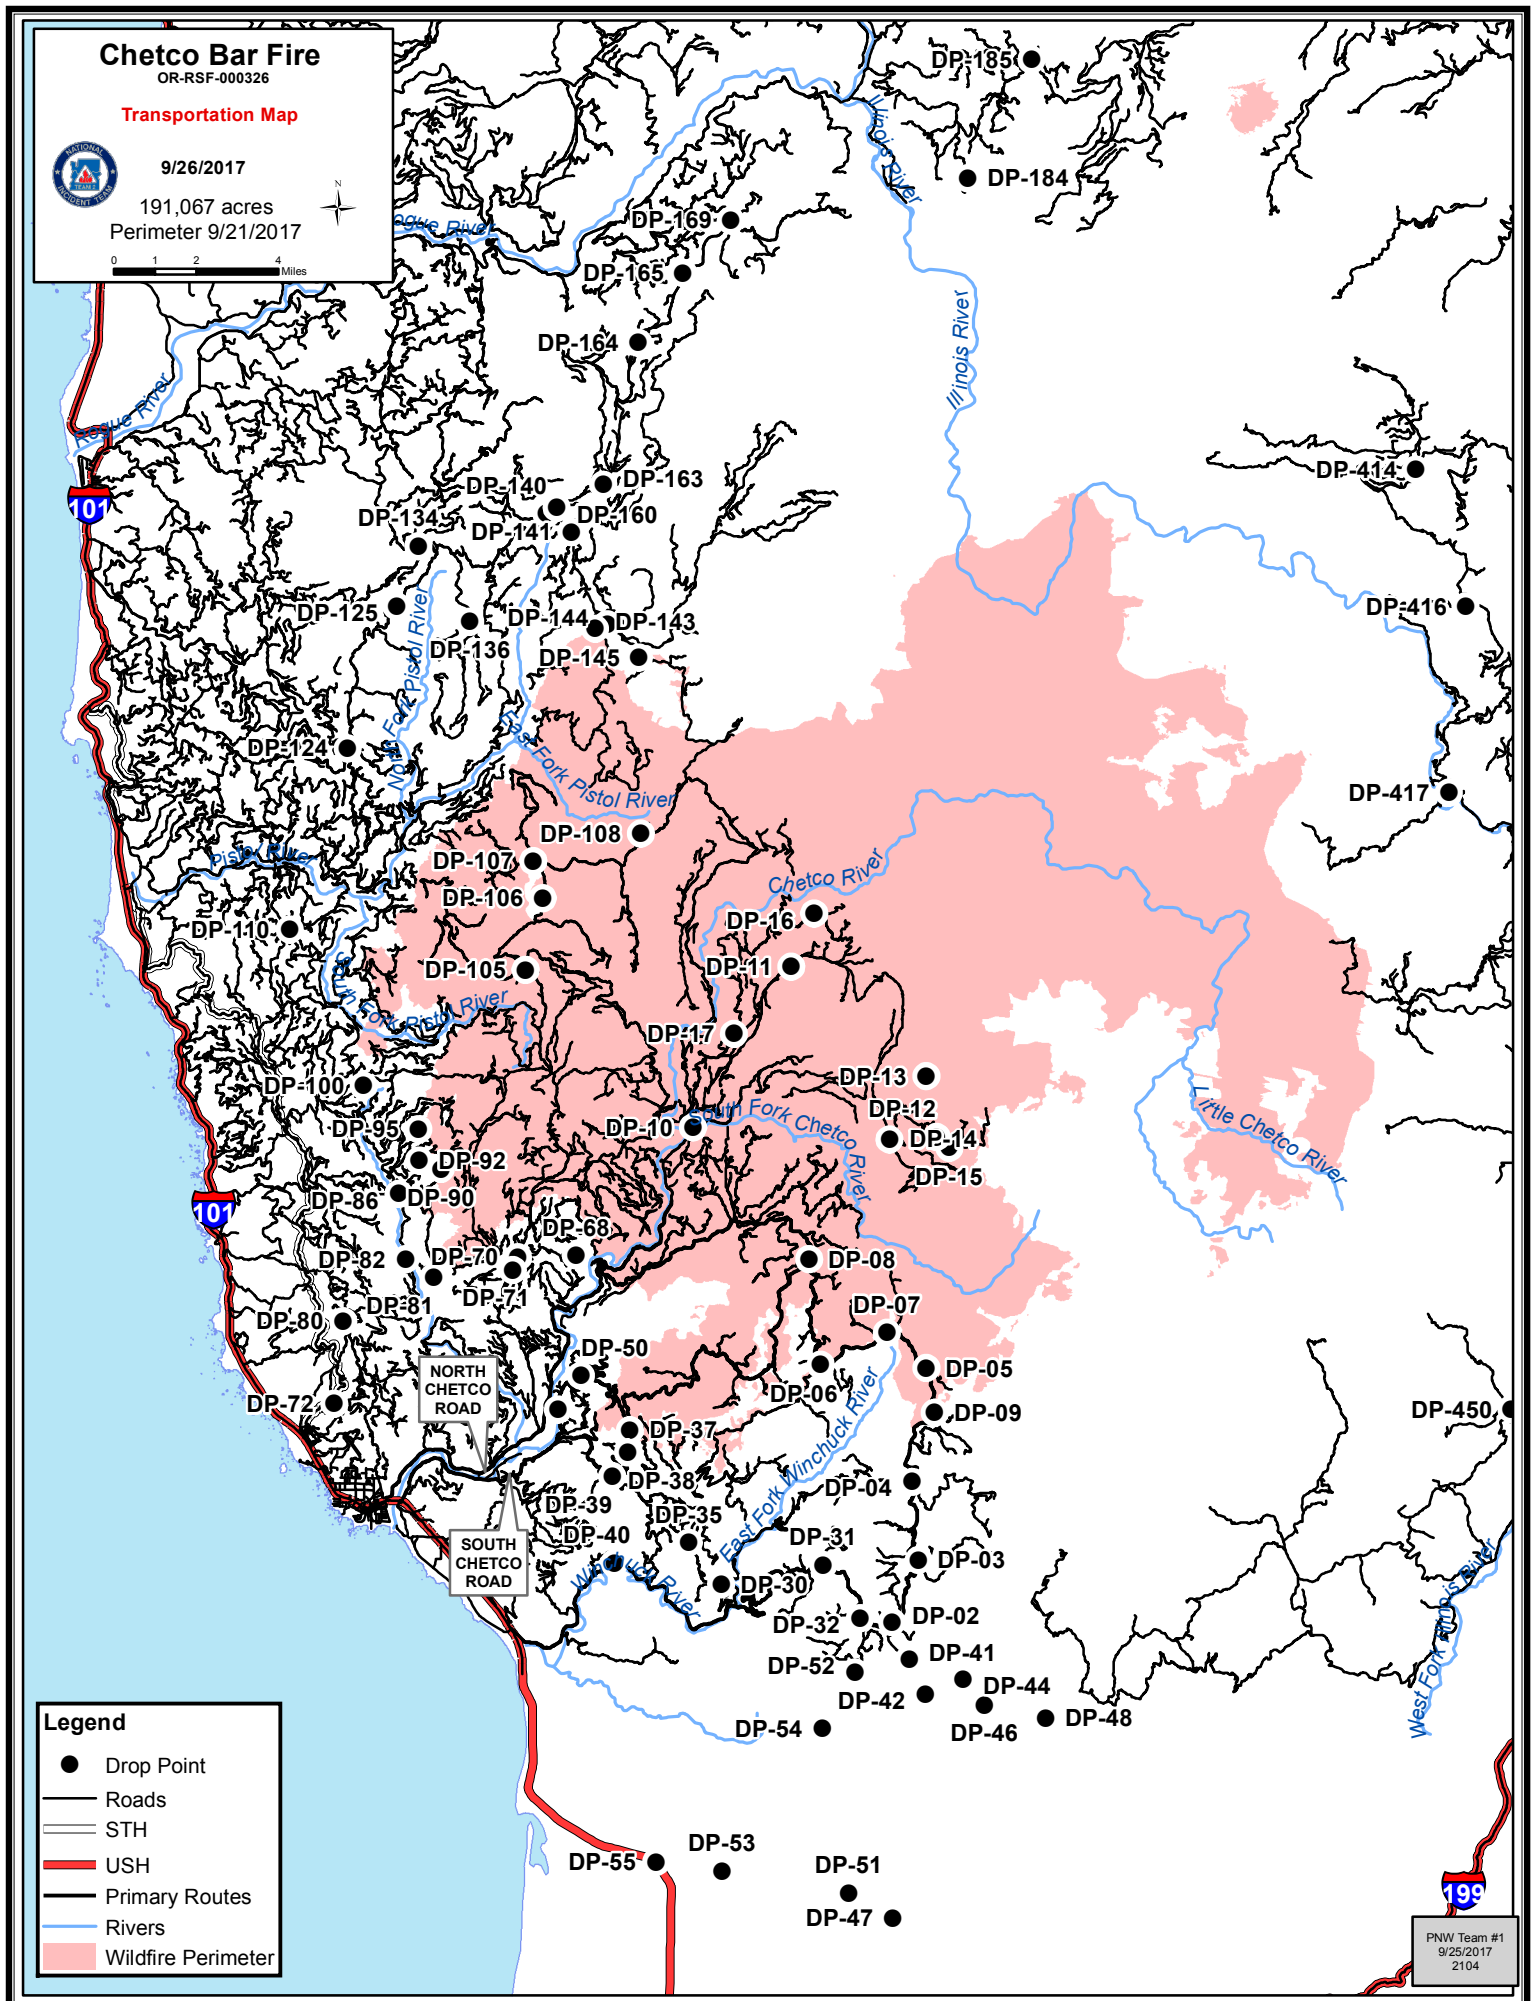 Chetco Bar Fire
OR-RSF-000326
Transportation Map
NATIONAL
TEAM 2
INCIDENT TEAM
9/26/2017
N
191,067 acres
Perimeter 9/21/2017
0 1 2 4
Miles
DP-185
Illinois River
DP-184
ogue River
DP-169
DP-165
Illinois River
DP-164
Rogue River
DP-414
DP-163
DP-140
101
DP-134
DP-160
DP-141
DP-125
DP-144
DP-143
DP-416
DP-136
DP-145
North Fork Pistol River
East Fork Pistol River
DP-124
DP-417
DP-108
Pistol River
DP-107
Chetco River
DP-106
DP-16
DP-110
DP-105
DP-11
South Fork Pistol River
DP-17
DP-100
DP-13
DP-12
South Fork Chetco River
Little Chetco River
DP-95
DP-10
DP-14
DP-92
DP-15
DP-86
DP-90
101
DP-68
DP-82
DP-70
DP-08
DP-71
DP-81
DP-07
DP-80
DP-50
NORTH
CHETCO
ROAD
DP-05
DP-06
DP-72
DP-09
DP-450
DP-37
East Fork Winchuck River
DP-38
DP-04
DP-39
DP-35
DP-40
DP-31
SOUTH
CHETCO
ROAD
DP-03
Winchuck River
DP-30
West Fork Illinois River
DP-32
DP-02
DP-41
DP-52
DP-42
DP-44
DP-48
DP-54
DP-46
Legend
Drop Point
Roads
STH
USH
Primary Routes
Rivers
Wildfire Perimeter
DP-53
DP-55
DP-51
DP-47
199
PNW Team #1
9/25/2017
2104